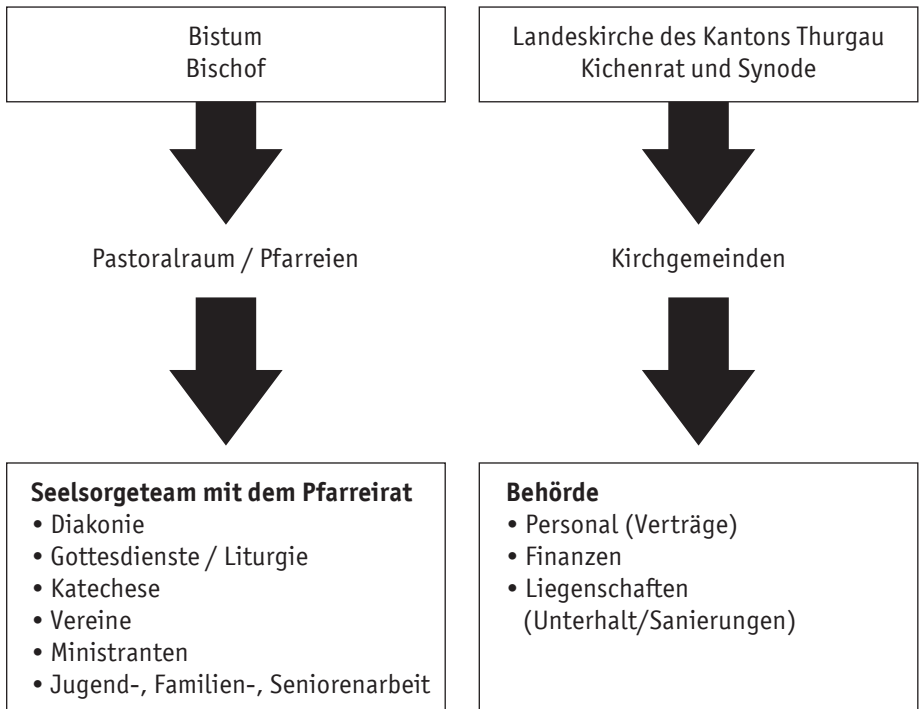 Bistum
Bischof
Landeskirche des Kantons Thurgau
Kichenrat und Synode
Pastoralraum / Pfarreien
Kirchgemeinden
Seelsorgeteam mit dem Pfarreirat
• Diakonie
• Gottesdienste / Liturgie
• Katechese
• Vereine
• Ministranten
• Jugend-, Familien-, Seniorenarbeit
Behörde
• Personal (Verträge)
• Finanzen
• Liegenschaften
(Unterhalt/Sanierungen)